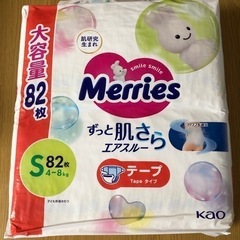 肌研究
生まれ
大容量
82枚
smile smile
Merries
ずっと肌さら
エアスルー
S 82枚
4~8kg
テープ
Tape タイプ
Kao